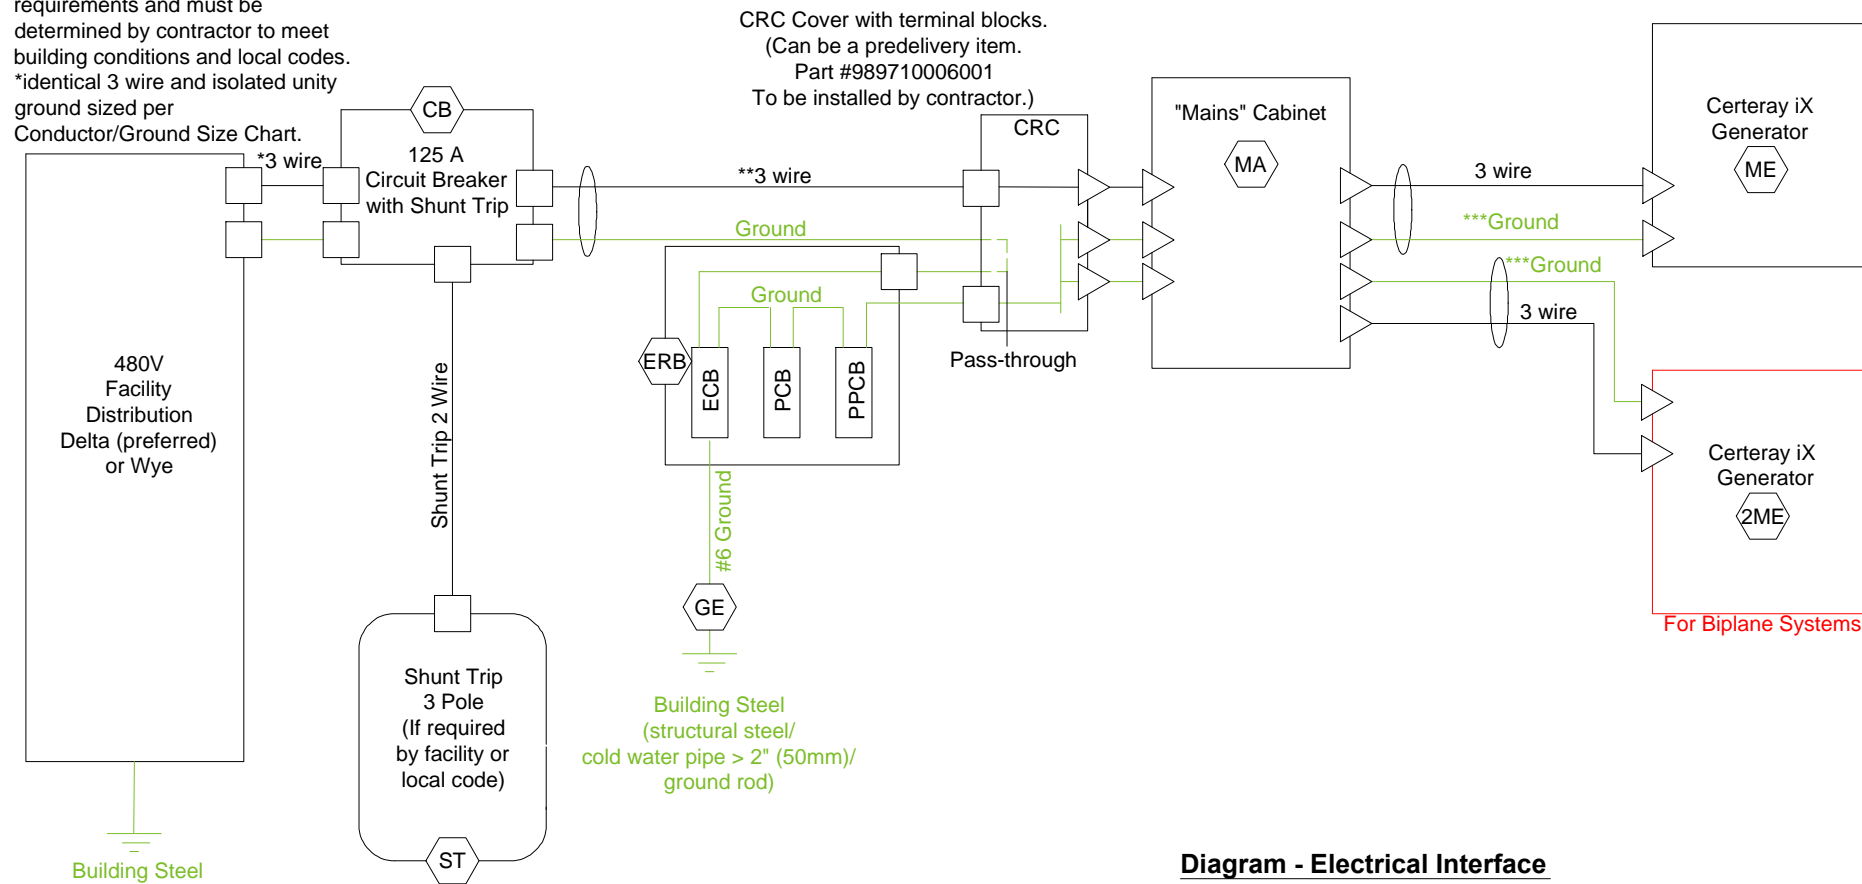 requirements and must be
determined by contractor to meet
building conditions and local codes.
*identical 3 wire and isolated unity
ground sized per
Conductor/Ground Size Chart.
CRC Cover with terminal blocks.
(Can be a predelivery item.
Part #989710006001
To be installed by contractor.)
CB
125 A
Circuit Breaker
with Shunt Trip
*3 wire
**3 wire
Ground
CRC
"Mains" Cabinet
MA
3 wire
***Ground
***Ground
3 wire
Certeray iX
Generator
ME
480V
Facility
Distribution
Delta (preferred)
or Wye
Building Steel
Shunt Trip 2 Wire
Shunt Trip
3 Pole
(If required
by facility or
local code)
ST
ERB
Ground
ECB
PCB
PPCB
Pass-through
#6 Ground
GE
Building Steel
(structural steel/
cold water pipe > 2" (50mm)/
ground rod)
Certeray iX
Generator
2ME
For Biplane Systems
Diagram - Electrical Interface